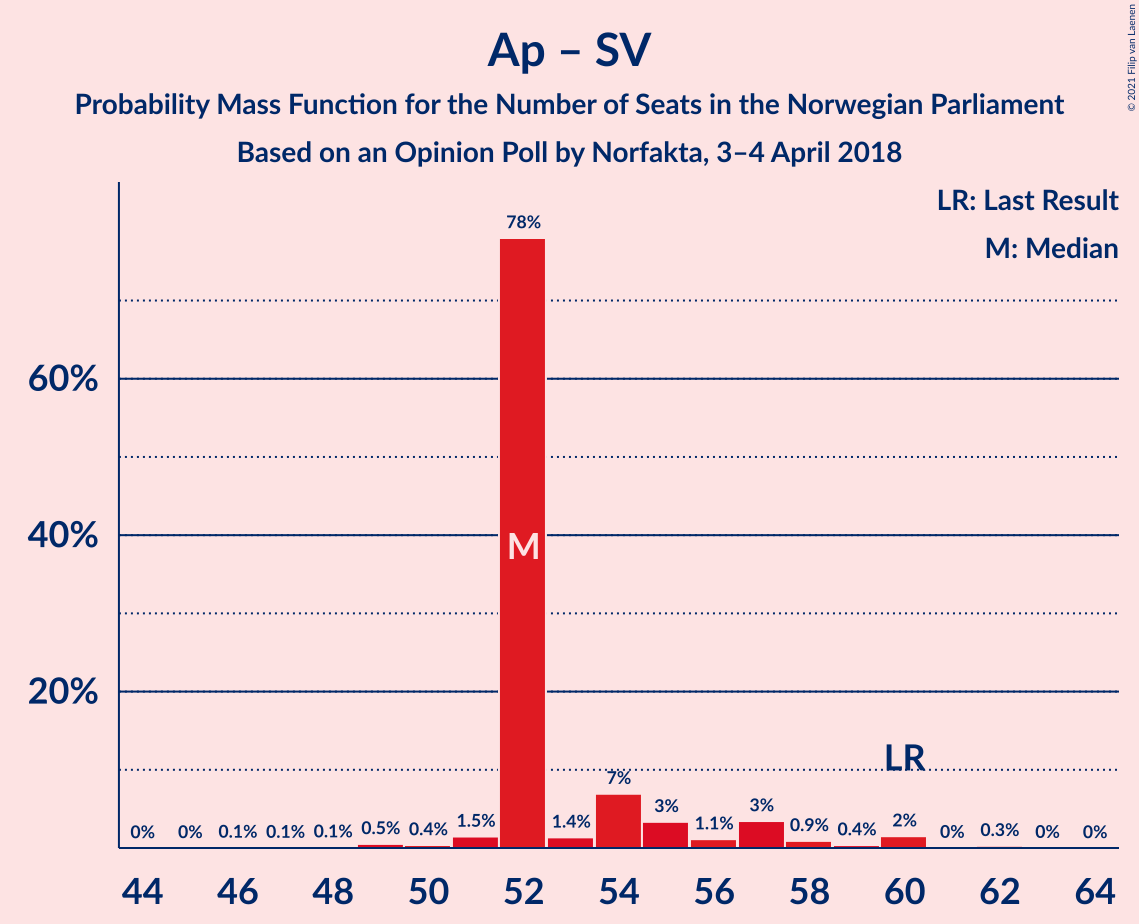 Ap – SV
Probability Mass Function for the Number of Seats in the Norwegian Parliament
Based on an Opinion Poll by Norfakta, 3–4 April 2018
© 2021 Filip van Laenen
LR: Last Result
M: Median
78%
60%
40%
20%
M
LR
0% 0% 0.1% 0.1% 0.1% 0.5% 0.4% 1.5% 1.4% 7% 3% 1.1% 3% 0.9% 0.4% 2% 0% 0.3% 0% 0%
44 46 48 50 52 54 56 58 60 62 64